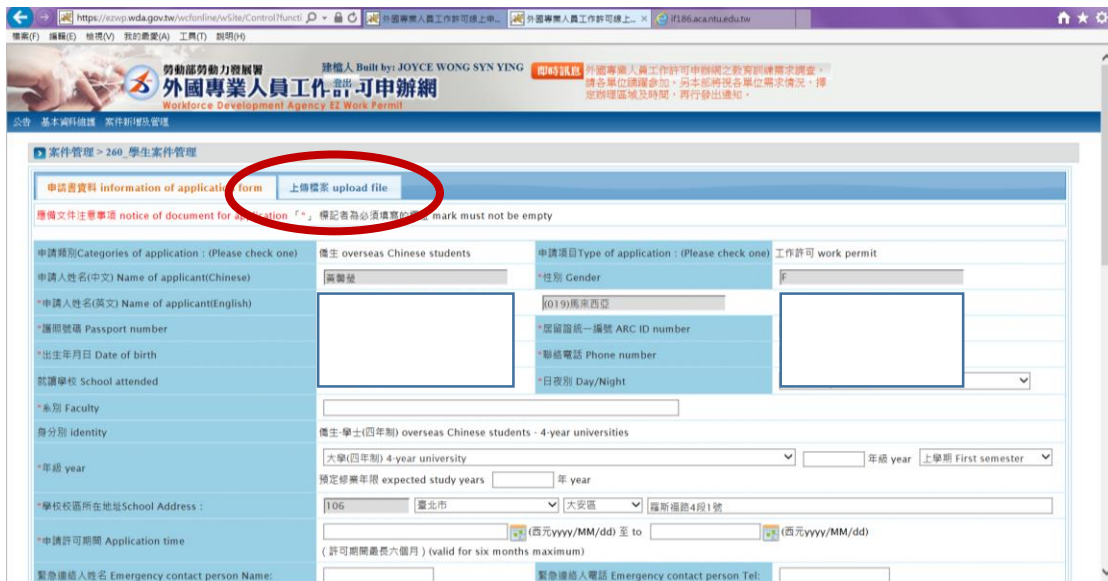 https://ezwp.wda.gov.tw/wcfonline/wSite/Control?functi
外國專業人員工作許可線上申...
外國專業人員工作許可線上...
if186.aca.ntu.edu.tw
檔案(F) 編輯(E) 檢視(V) 我的最愛(A) 工具(T) 說明(H)
勞動部勞動力發展署
建檔人 Built by: JOYCE WONG SYN YING
登出
外國專業人員工作許可申辦網
Workforce Development Agency EZ Work Permit
即時訊息 外國專業人員工作許可申辦網之教育訓練需求調查，
請各單位踴躍參加，另本部將視各單位需求情況，擇
定辦理區域及時間，再行發出通知。
公告 基本資料維護 案件新增及管理
案件管理 > 260_學生案件管理
申請書資料 information of application form 上傳檔案 upload file
應備文件注意事項 notice of document for application 「*」 標記者為必須填寫的 mark must not be empty
申請類別Categories of application : (Please check one) 僑生 overseas Chinese students 申請項目Type of application : (Please check one) 工作許可 work permit
申請人姓名(中文) Name of applicant(Chinese) *性別 Gender F
*申請人姓名(英文) Name of applicant(English) (019)馬來西亞
*護照號碼 Passport number *居留證統一編號 ARC ID number
*出生年月日 Date of birth *聯絡電話 Phone number
就讀學校 School attended *日夜別 Day/Night
*系別 Faculty
身分別 identity 僑生-學士(四年制) overseas Chinese students - 4-year universities
*年級 year 大學(四年制) 4-year university 年級 year 上學期 First semester
預定修業年限 expected study years 年 year
*學校校區所在地址School Address : 106 臺北市 大安區 羅斯福路4段1號
*申請許可期間 Application time (西元yyyy/MM/dd) 至 to (西元yyyy/MM/dd)
( 許可期間最長六個月 ) (valid for six months maximum)
緊急連絡人姓名 Emergency contact person Name: 緊急連絡人電話 Emergency contact person Tel: